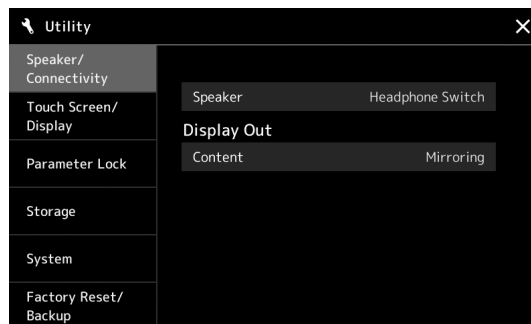 Utility
Speaker/
Connectivity
Touch Screen/
Display
Parameter Lock
Storage
System
Factory Reset/
Backup
Speaker Headphone Switch
Display Out
Content Mirroring